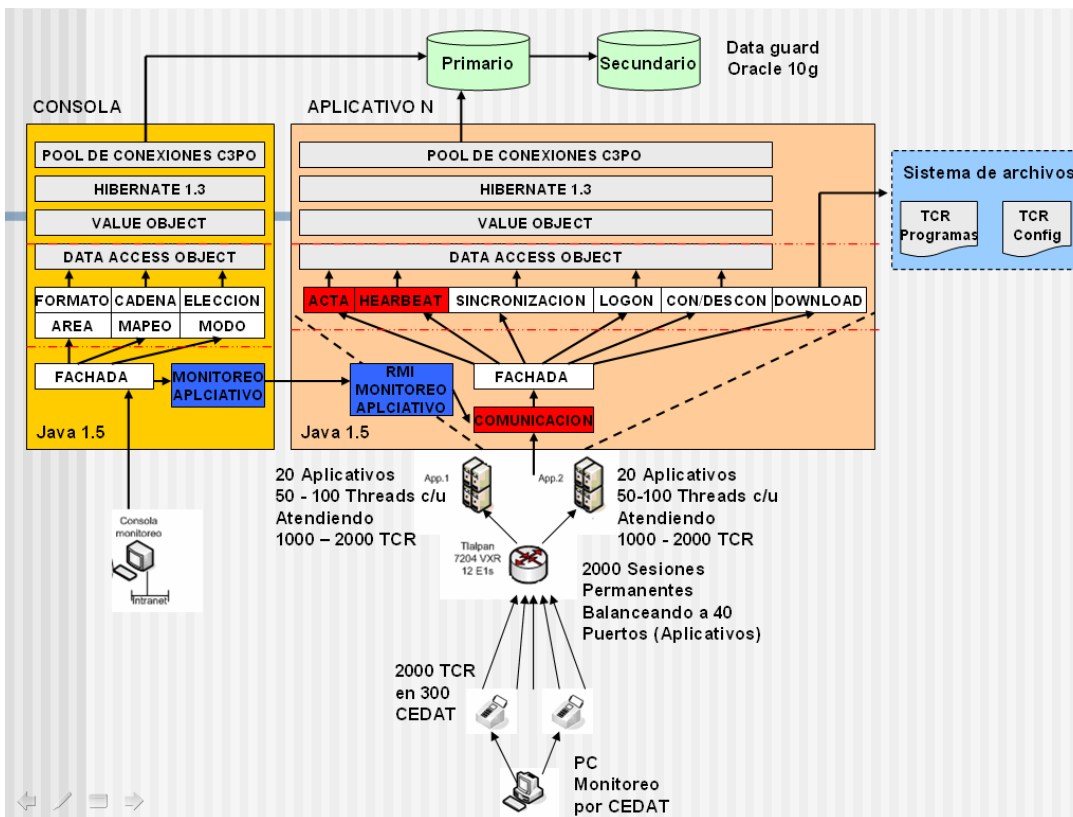 Primario
Secundario
Data guard
Oracle 10g
CONSOLA
APLICATIVO N
POOL DE CONEXIONES C3PO
HIBERNATE 1.3
VALUE OBJECT
DATA ACCESS OBJECT
FORMATO CADENA ELECCION
AREA MAPEO MODO
FACHADA
MONITOREO
APLCIATIVO
Java 1.5
POOL DE CONEXIONES C3PO
HIBERNATE 1.3
VALUE OBJECT
DATA ACCESS OBJECT
ACTA HEARBEAT SINCRONIZACION LOGON CON/DESCON DOWNLOAD
RMI
MONITOREO
APLCIATIVO
FACHADA
COMUNICACION
Java 1.5
Sistema de archivos
TCR
Programas
TCR
Config
20 Aplicativos
50 - 100 Threads c/u
Atendiendo
1000 – 2000 TCR
App.1
App.2
20 Aplicativos
50-100 Threads c/u
Atendiendo
1000 - 2000 TCR
Consola
monitoreo
Intranet
Tlalpan
7204 VXR
12 E1s
2000 Sesiones
Permanentes
Balanceando a 40
Puertos (Aplicativos)
2000 TCR
en 300
CEDAT
PC
Monitoreo
por CEDAT